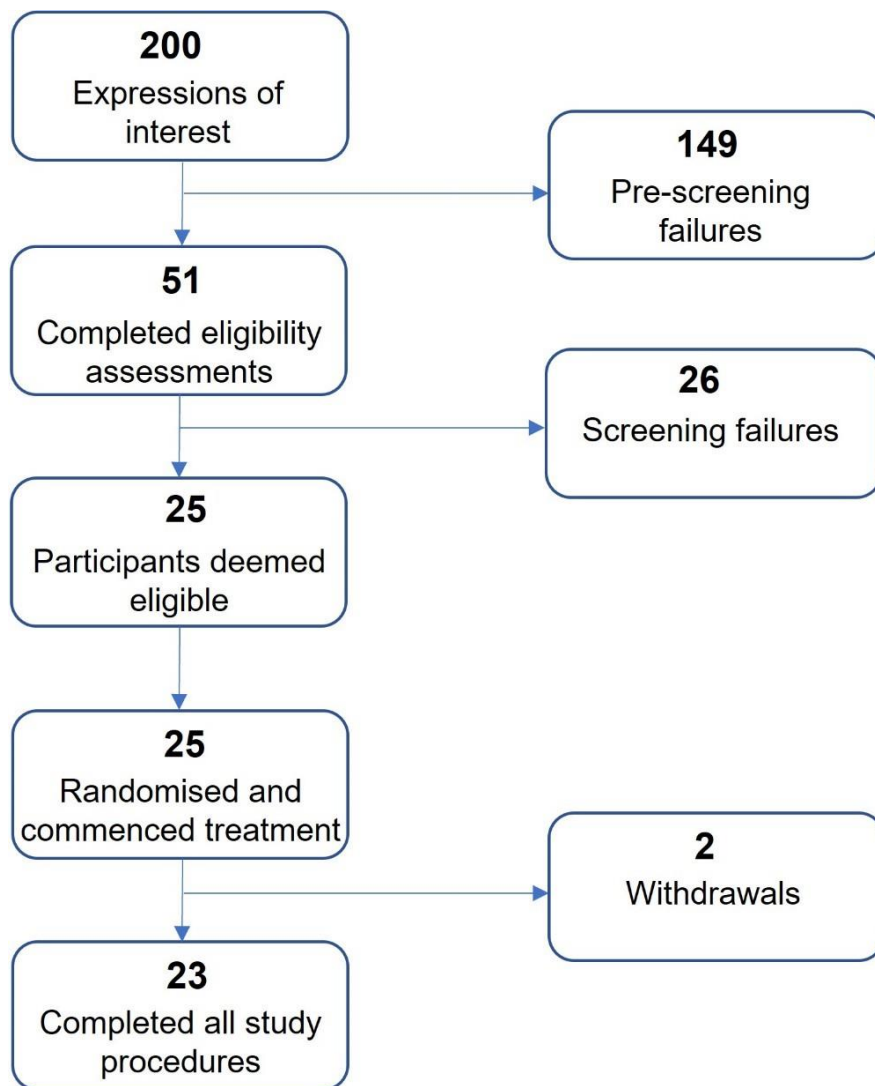 200
Expressions of
interest
149
Pre-screening
failures
51
Completed eligibility
assessments
26
Screening failures
25
Participants deemed
eligible
25
Randomised and
commenced treatment
2
Withdrawals
23
Completed all study
procedures